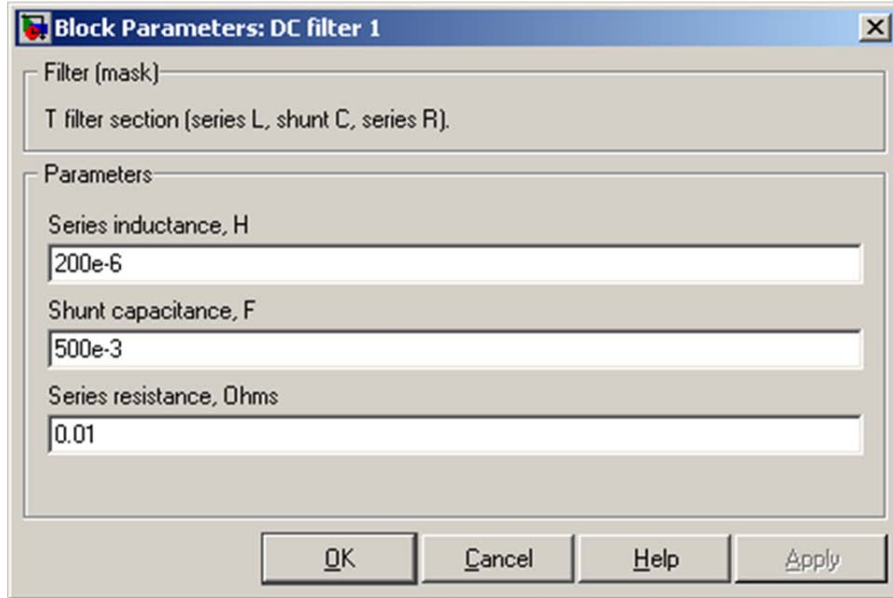 Block Parameters: DC filter 1
Filter (mask)
T filter section (series L, shunt C, series R).
Parameters
Series inductance, H
200e-6
Shunt capacitance, F
500e-3
Series resistance, Ohms
0.01
OK Cancel Help Apply